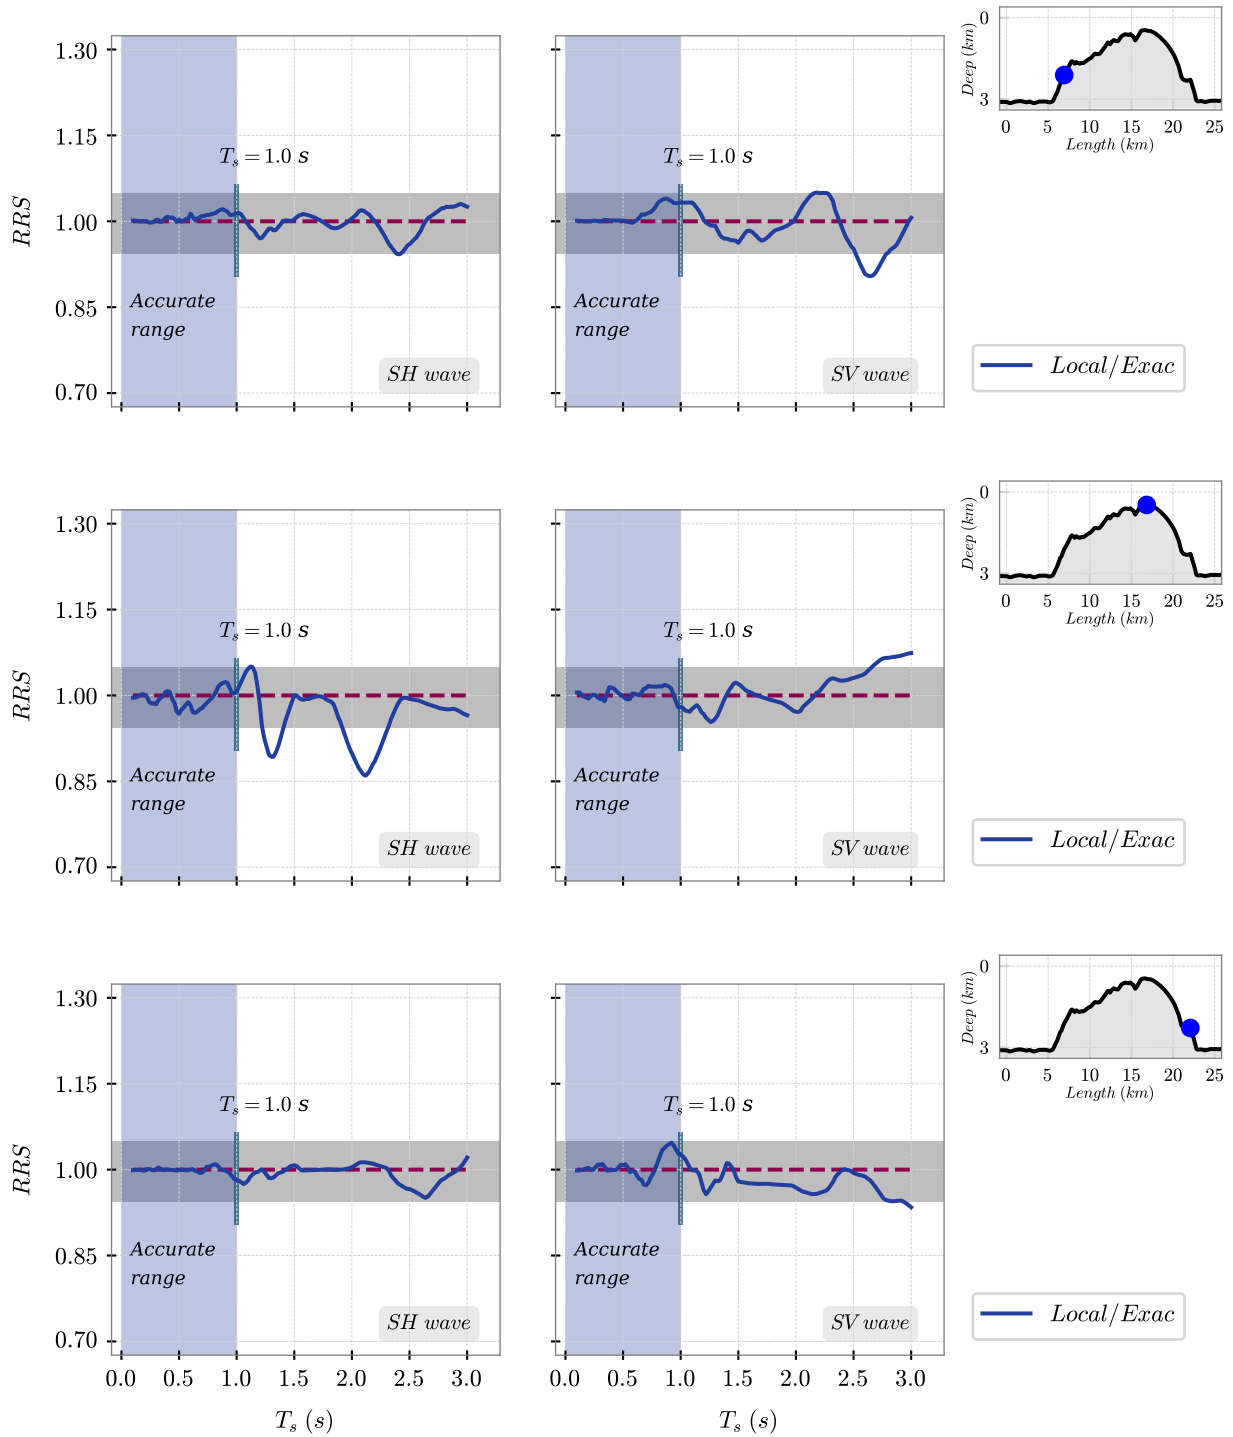 1.30
1.15
1.00
0.85
0.70
RRS
T_s = 1.0 s
Accurate
range
SH wave
T_s = 1.0 s
Accurate
range
SV wave
0
3
Deep (km)
0 5 10 15 20 25
Length (km)
Local/Exac
1.30
1.15
1.00
0.85
0.70
RRS
T_s = 1.0 s
Accurate
range
SH wave
T_s = 1.0 s
Accurate
range
SV wave
0
3
Deep (km)
0 5 10 15 20 25
Length (km)
Local/Exac
1.30
1.15
1.00
0.85
0.70
RRS
T_s = 1.0 s
Accurate
range
SH wave
0.0 0.5 1.0 1.5 2.0 2.5 3.0
T_s (s)
T_s = 1.0 s
Accurate
range
SV wave
0.0 0.5 1.0 1.5 2.0 2.5 3.0
T_s (s)
0
3
Deep (km)
0 5 10 15 20 25
Length (km)
Local/Exac